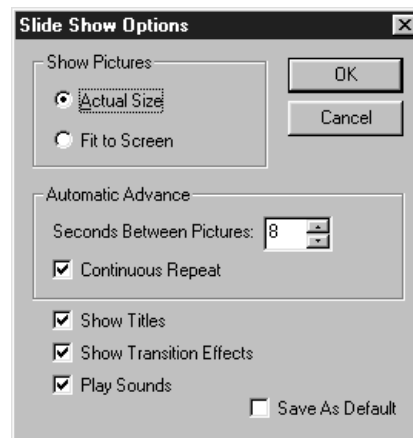 Slide Show Options
Show Pictures
Actual Size
Fit to Screen
OK
Cancel
Automatic Advance
Seconds Between Pictures: 8
Continuous Repeat
Show Titles
Show Transition Effects
Play Sounds
Save As Default